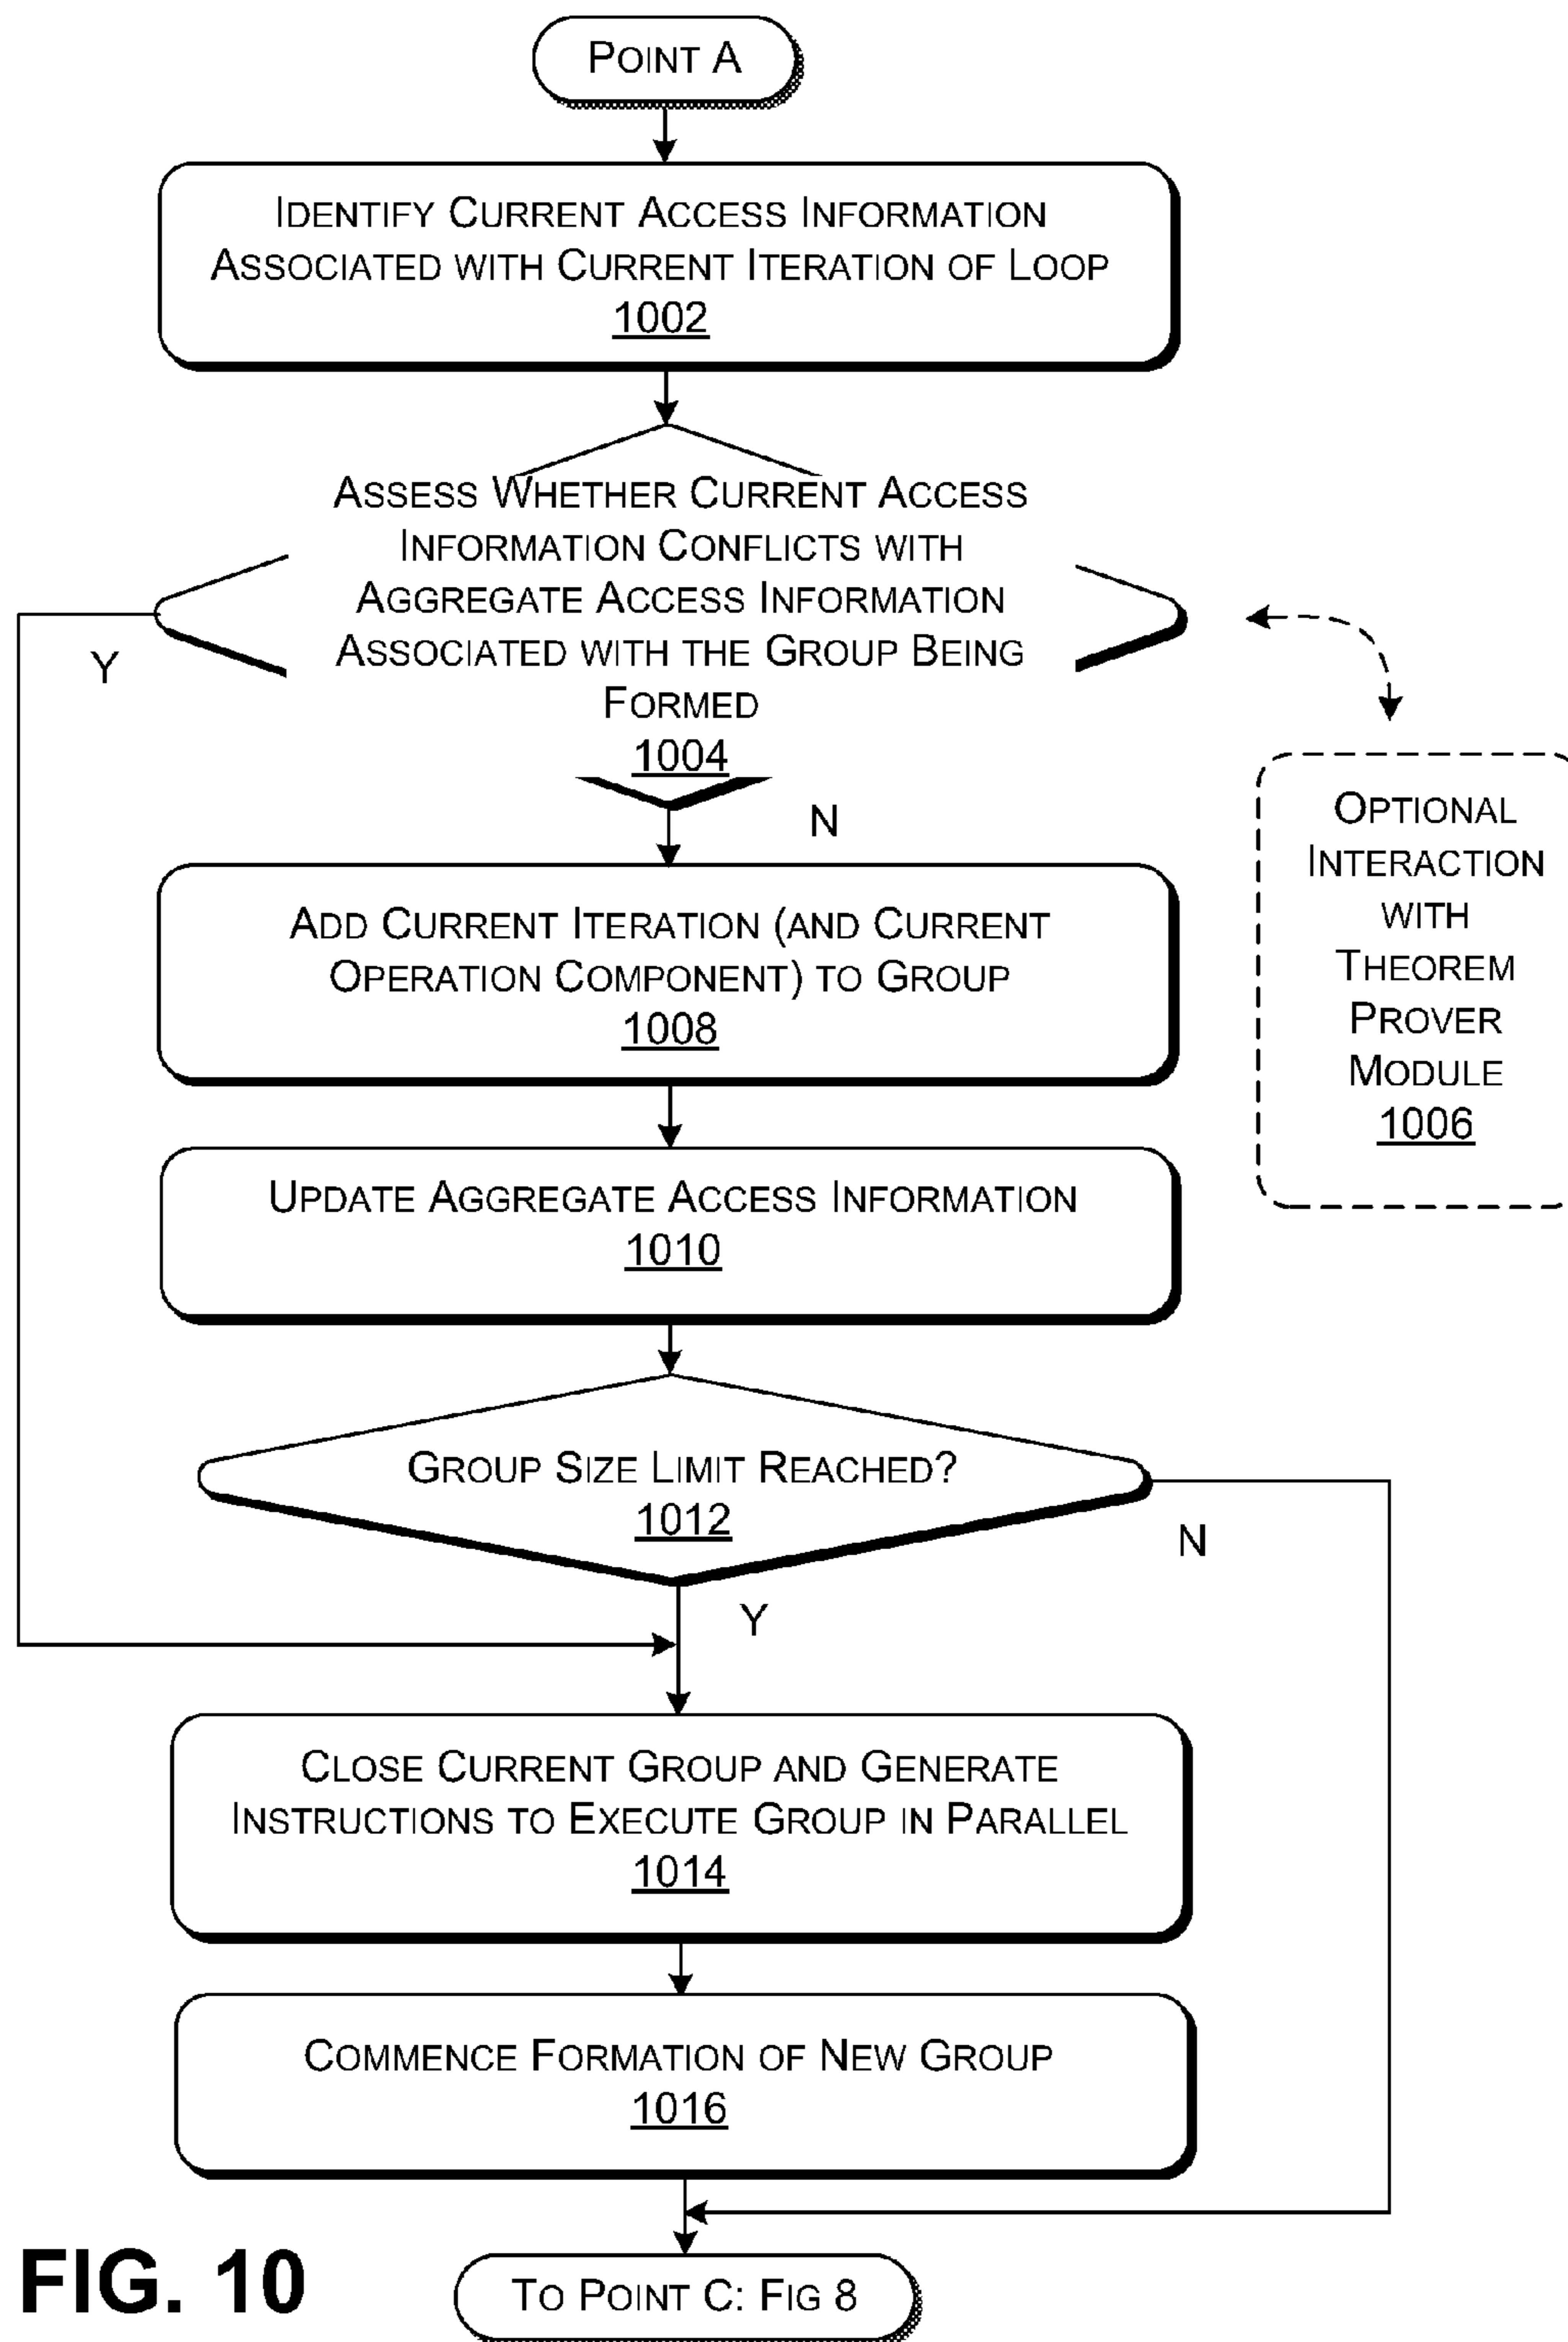 POINT A
IDENTIFY CURRENT ACCESS INFORMATION
ASSOCIATED WITH CURRENT ITERATION OF LOOP
1002
ASSESS WHETHER CURRENT ACCESS
INFORMATION CONFLICTS WITH
AGGREGATE ACCESS INFORMATION
ASSOCIATED WITH THE GROUP BEING
FORMED
1004
Y
N
OPTIONAL
INTERACTION
WITH
THEOREM
PROVER
MODULE
1006
ADD CURRENT ITERATION (AND CURRENT
OPERATION COMPONENT) TO GROUP
1008
UPDATE AGGREGATE ACCESS INFORMATION
1010
GROUP SIZE LIMIT REACHED?
1012
N
Y
CLOSE CURRENT GROUP AND GENERATE
INSTRUCTIONS TO EXECUTE GROUP IN PARALLEL
1014
COMMENCE FORMATION OF NEW GROUP
1016
FIG. 10
TO POINT C: FIG 8